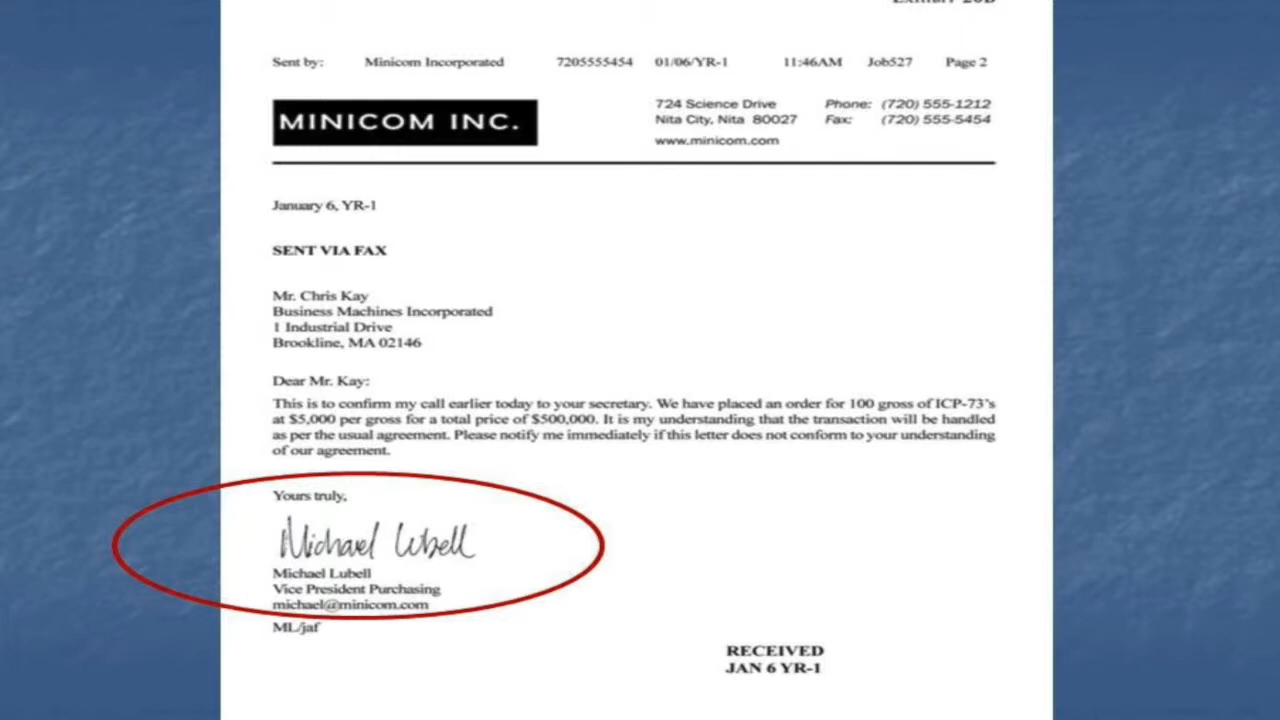 Sent by: Minicom Incorporated 7205555454 01/06/YR-1 11:46AM Job527 Page 2
MINICOM INC.
724 Science Drive Phone: (720) 555-1212
Nita City, Nita 80027 Fax: (720) 555-5454
www.minicom.com
January 6, YR-1
SENT VIA FAX
Mr. Chris Kay
Business Machines Incorporated
1 Industrial Drive
Brookline, MA 02146
Dear Mr. Kay:
This is to confirm my call earlier today to your secretary. We have placed an order for 100 gross of ICP-73's
at $5,000 per gross for a total price of $500,000. It is my understanding that the transaction will be handled
as per the usual agreement. Please notify me immediately if this letter does not conform to your understanding
of our agreement.
Yours truly,
Michael Lubell
Michael Lubell
Vice President Purchasing
michael@minicom.com
ML/jaf
RECEIVED
JAN 6 YR-1